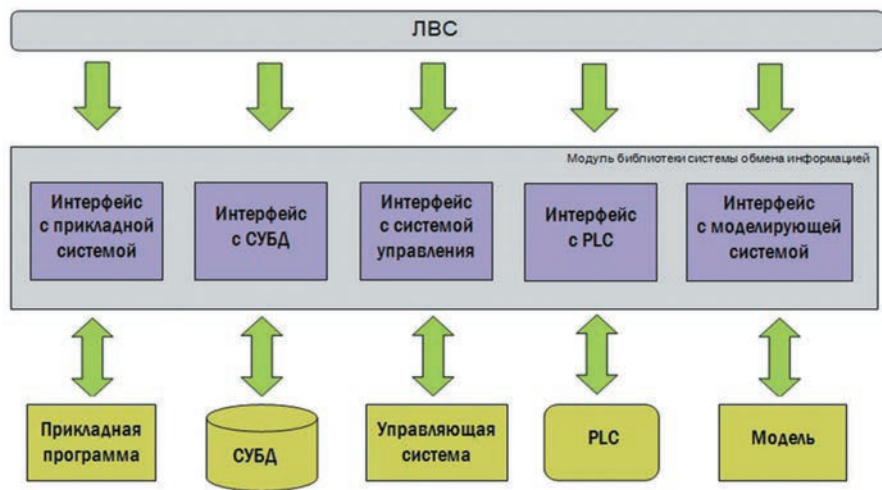 ЛВС
Модуль библиотеки системы обмена информацией
Интерфейс
с прикладной
системой
Интерфейс
с СУБД
Интерфейс
с системой
управления
Интерфейс
с PLC
Интерфейс
с моделирующей
системой
Прикладная
программа
СУБД
Управляющая
система
PLC
Модель